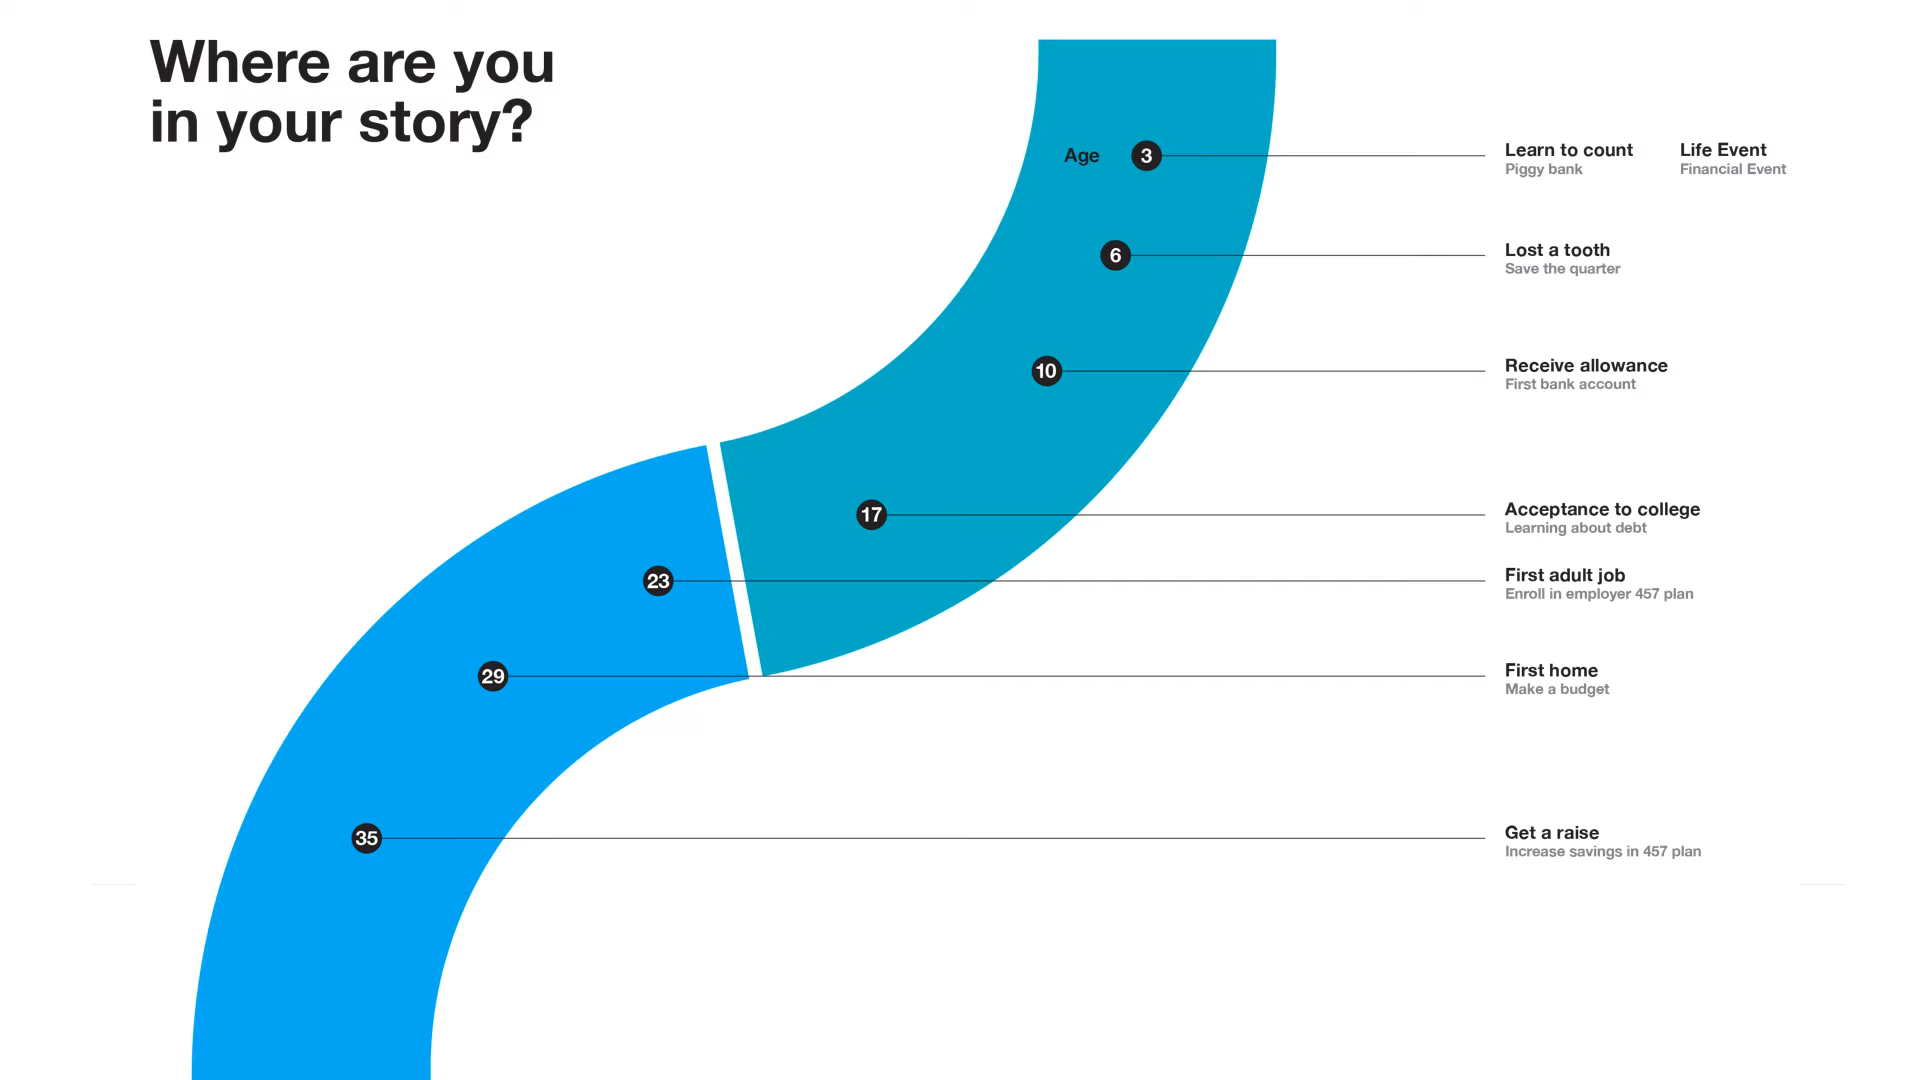 Where are you
in your story?
Age 3 Learn to count Life Event
Piggy bank Financial Event
6 Lost a tooth
Save the quarter
10 Receive allowance
First bank account
17 Acceptance to college
Learning about debt
23 First adult job
Enroll in employer 457 plan
29 First home
Make a budget
35 Get a raise
Increase savings in 457 plan